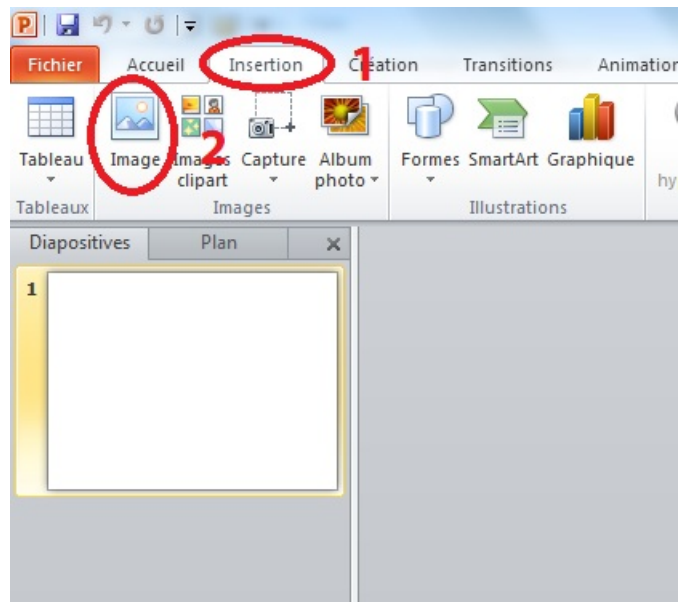 P
Fichier Accueil Insertion 1 Création Transitions Animation
2
Tableau Image Images clipart Capture Album photo Formes SmartArt Graphique hy
Tableaux Images Illustrations
Diapositives Plan
1